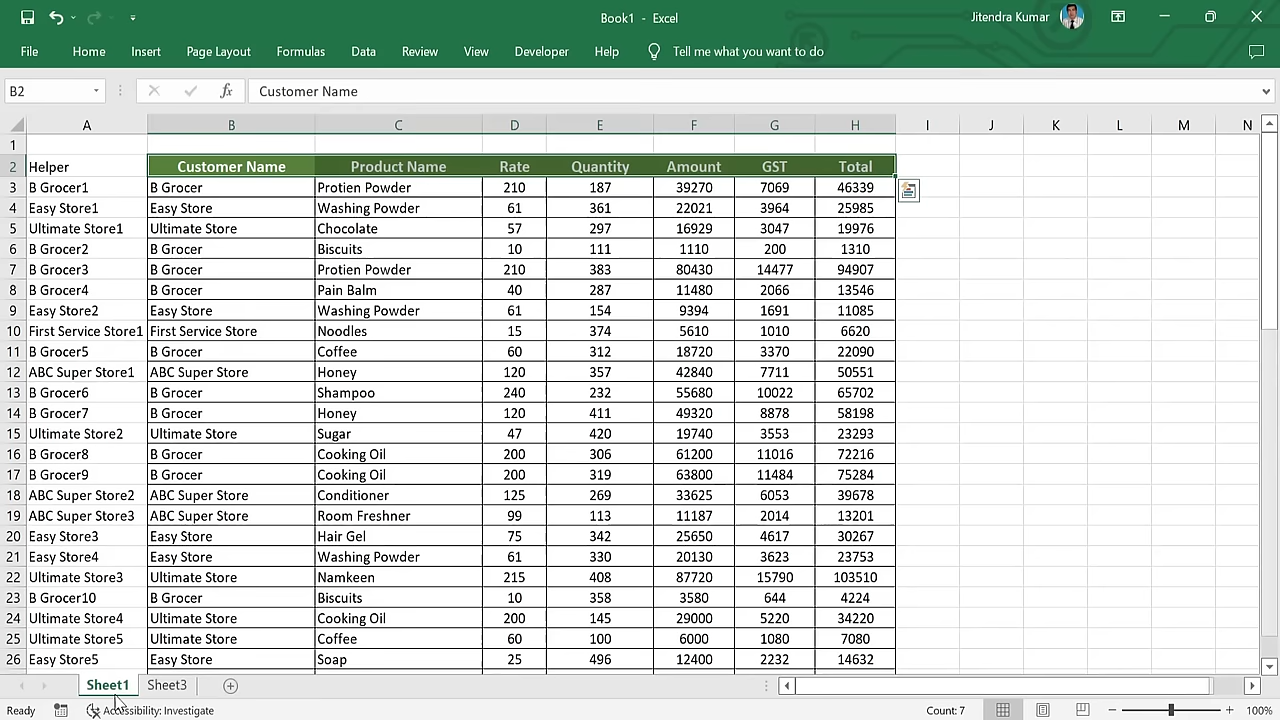 Book1 - Excel
Jitendra Kumar
File Home Insert Page Layout Formulas Data Review View Developer Help Tell me what you want to do
B2 fx Customer Name
A B C D E F G H I J K L M N
1
2 Helper Customer Name Product Name Rate Quantity Amount GST Total
3 B Grocer1 B Grocer Protien Powder 210 187 39270 7069 46339
4 Easy Store1 Easy Store Washing Powder 61 361 22021 3964 25985
5 Ultimate Store1 Ultimate Store Chocolate 57 297 16929 3047 19976
6 B Grocer2 B Grocer Biscuits 10 111 1110 200 1310
7 B Grocer3 B Grocer Protien Powder 210 383 80430 14477 94907
8 B Grocer4 B Grocer Pain Balm 40 287 11480 2066 13546
9 Easy Store2 Easy Store Washing Powder 61 154 9394 1691 11085
10 First Service Store1 First Service Store Noodles 15 374 5610 1010 6620
11 B Grocer5 B Grocer Coffee 60 312 18720 3370 22090
12 ABC Super Store1 ABC Super Store Honey 120 357 42840 7711 50551
13 B Grocer6 B Grocer Shampoo 240 232 55680 10022 65702
14 B Grocer7 B Grocer Honey 120 411 49320 8878 58198
15 Ultimate Store2 Ultimate Store Sugar 47 420 19740 3553 23293
16 B Grocer8 B Grocer Cooking Oil 200 306 61200 11016 72216
17 B Grocer9 B Grocer Cooking Oil 200 319 63800 11484 75284
18 ABC Super Store2 ABC Super Store Conditioner 125 269 33625 6053 39678
19 ABC Super Store3 ABC Super Store Room Freshner 99 113 11187 2014 13201
20 Easy Store3 Easy Store Hair Gel 75 342 25650 4617 30267
21 Easy Store4 Easy Store Washing Powder 61 330 20130 3623 23753
22 Ultimate Store3 Ultimate Store Namkeen 215 408 87720 15790 103510
23 B Grocer10 B Grocer Biscuits 10 358 3580 644 4224
24 Ultimate Store4 Ultimate Store Cooking Oil 200 145 29000 5220 34220
25 Ultimate Store5 Ultimate Store Coffee 60 100 6000 1080 7080
26 Easy Store5 Easy Store Soap 25 496 12400 2232 14632
Sheet1 Sheet3
Ready Accessibility: Investigate Count: 7 100%